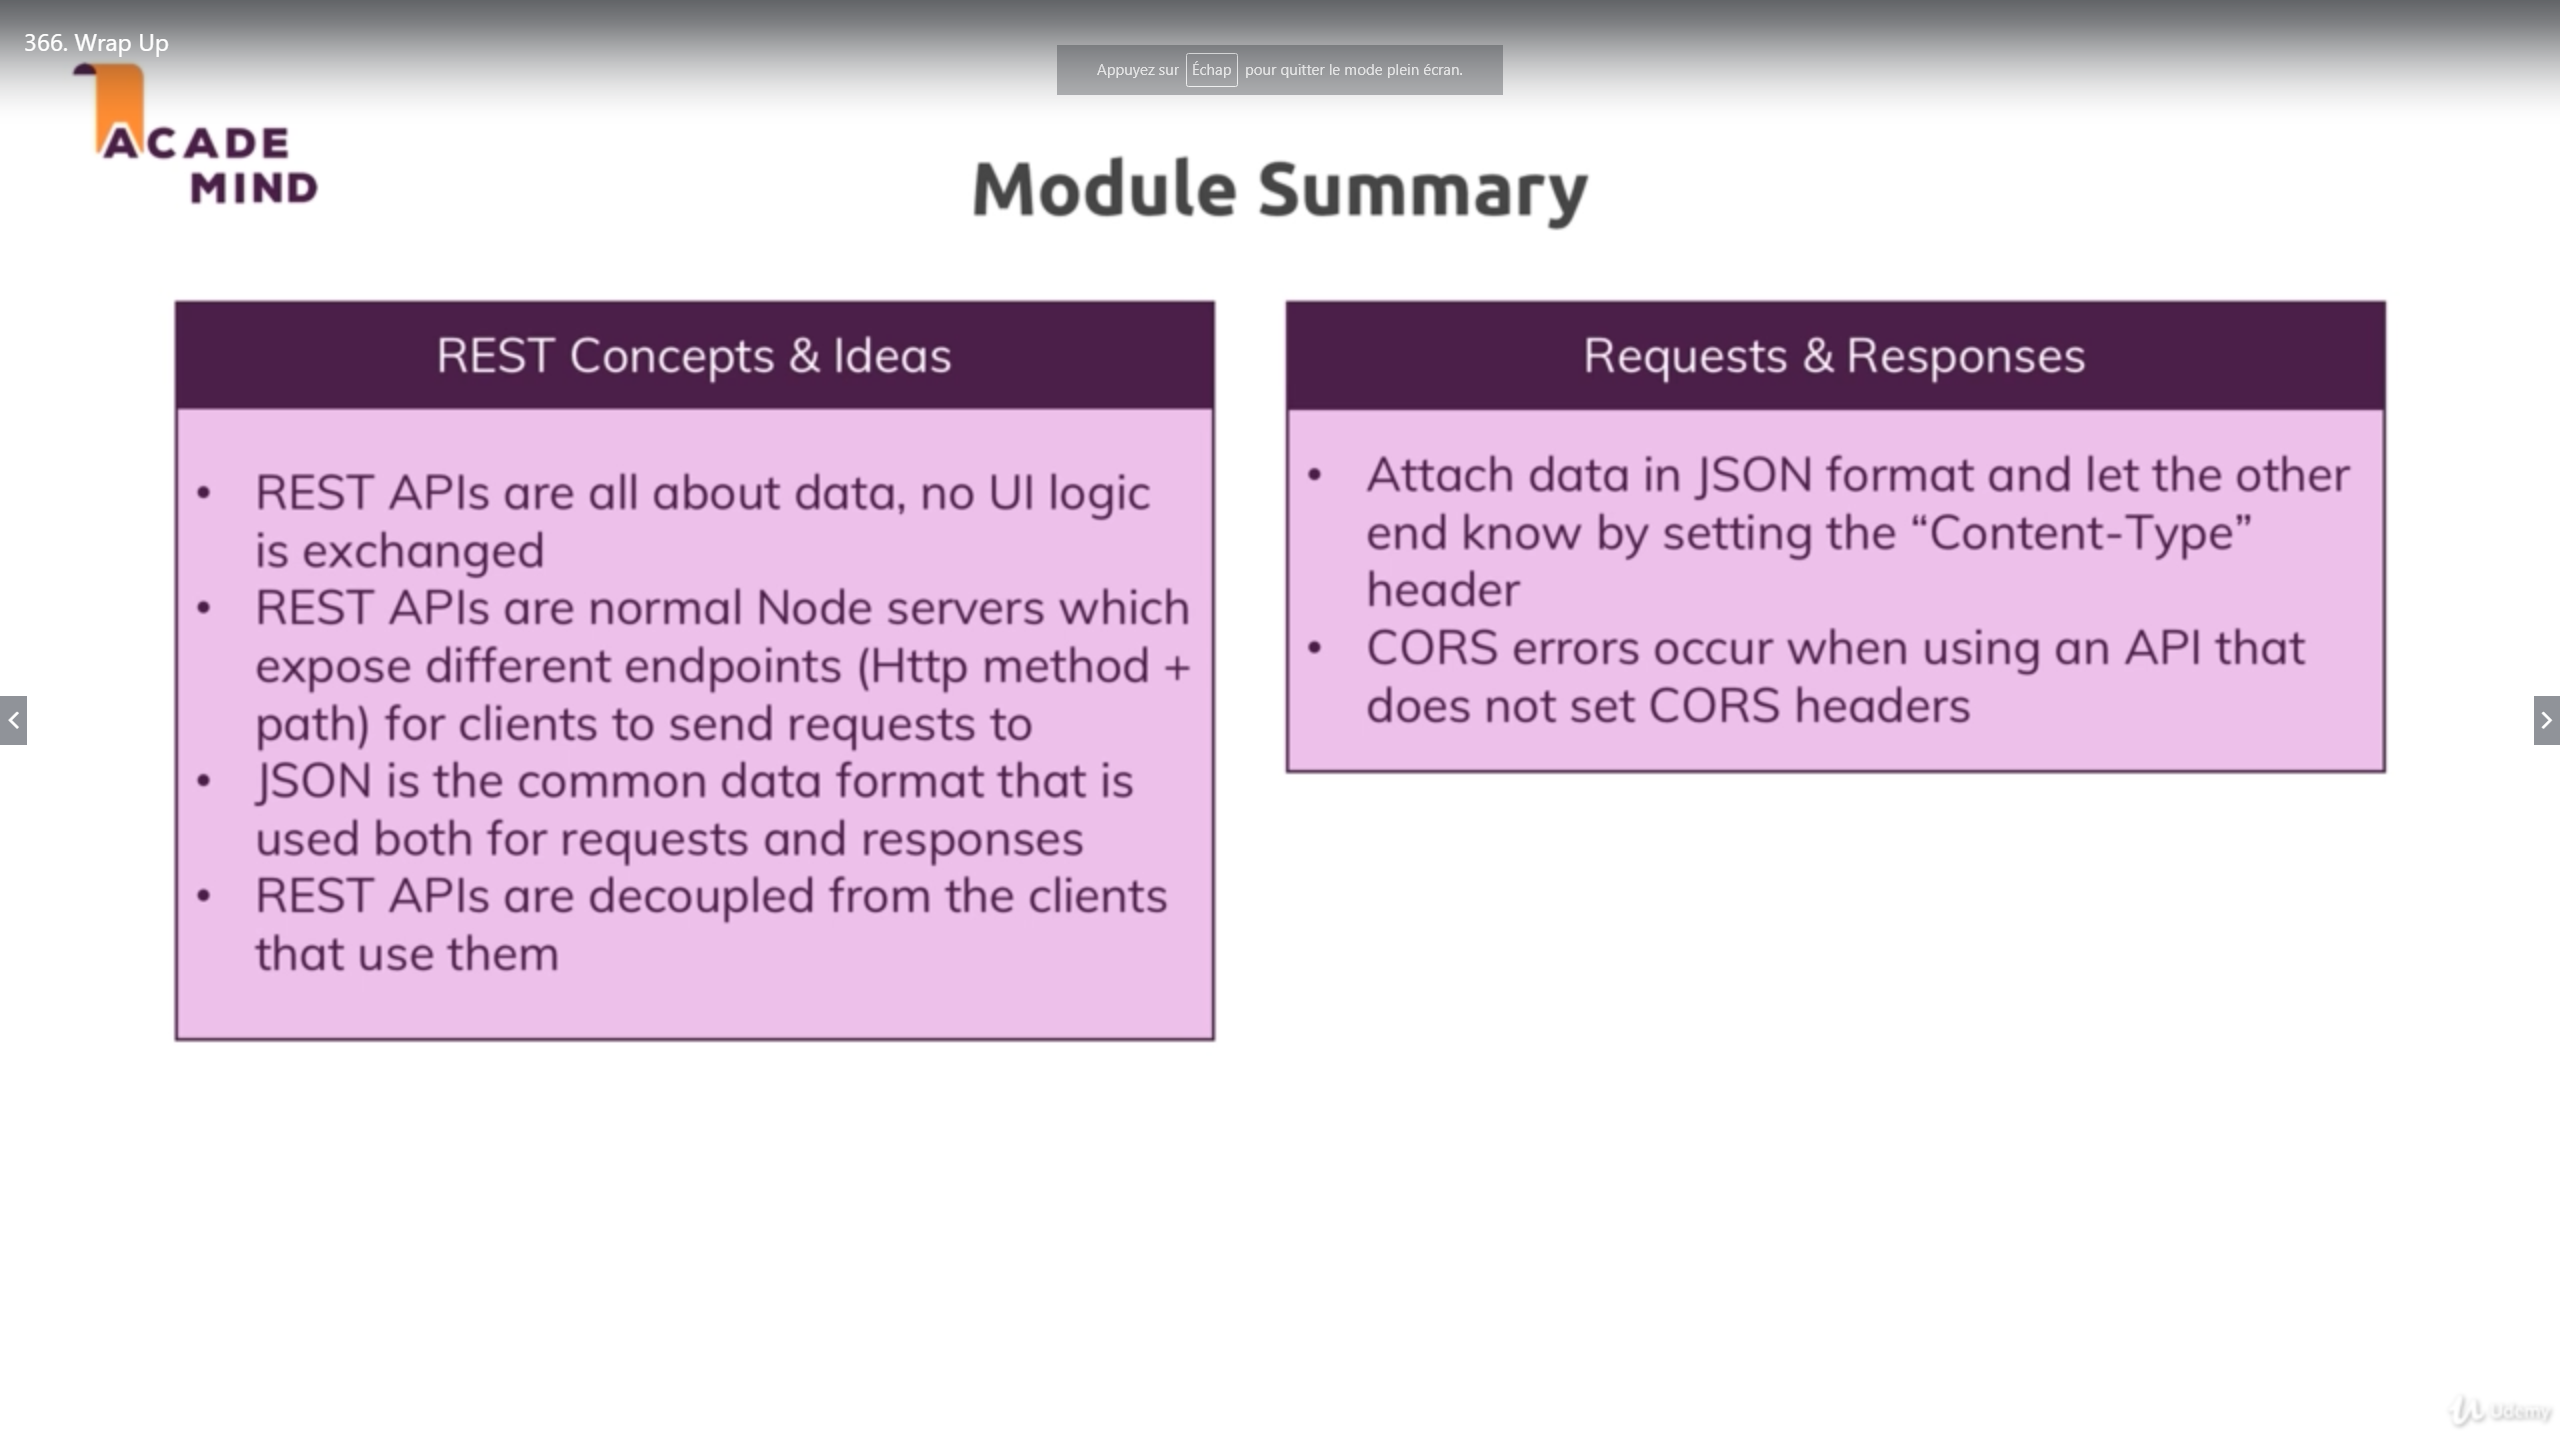 366. Wrap Up
Appuyez sur Échap pour quitter le mode plein écran.
ACADE
MIND
Module Summary
REST Concepts & Ideas
• REST APIs are all about data, no UI logic
is exchanged
• REST APIs are normal Node servers which
expose different endpoints (Http method +
path) for clients to send requests to
• JSON is the common data format that is
used both for requests and responses
• REST APIs are decoupled from the clients
that use them
Requests & Responses
• Attach data in JSON format and let the other
end know by setting the “Content-Type”
header
• CORS errors occur when using an API that
does not set CORS headers
Udemy